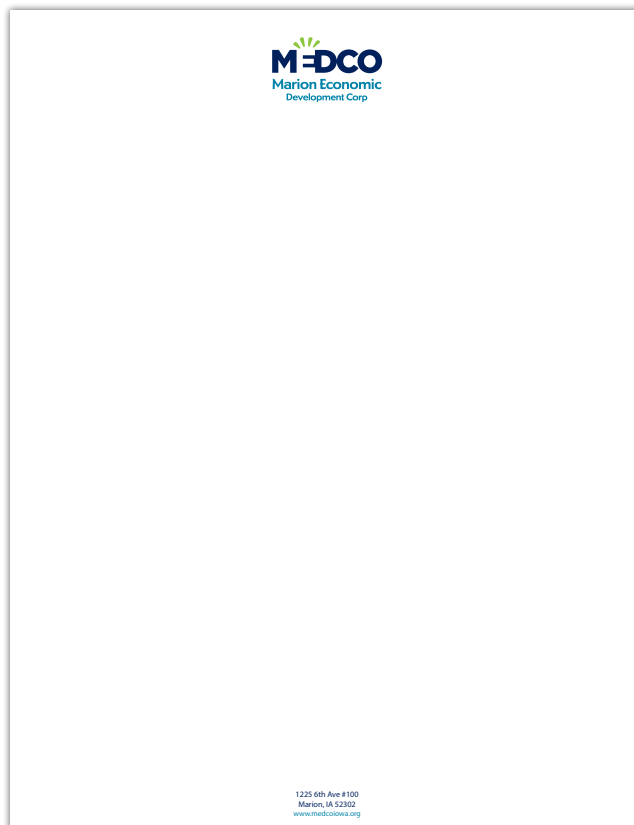 MEDCO
Marion Economic
Development Corp
1225 6th Ave #100
Marion, IA 52302
www.medcoiowa.org